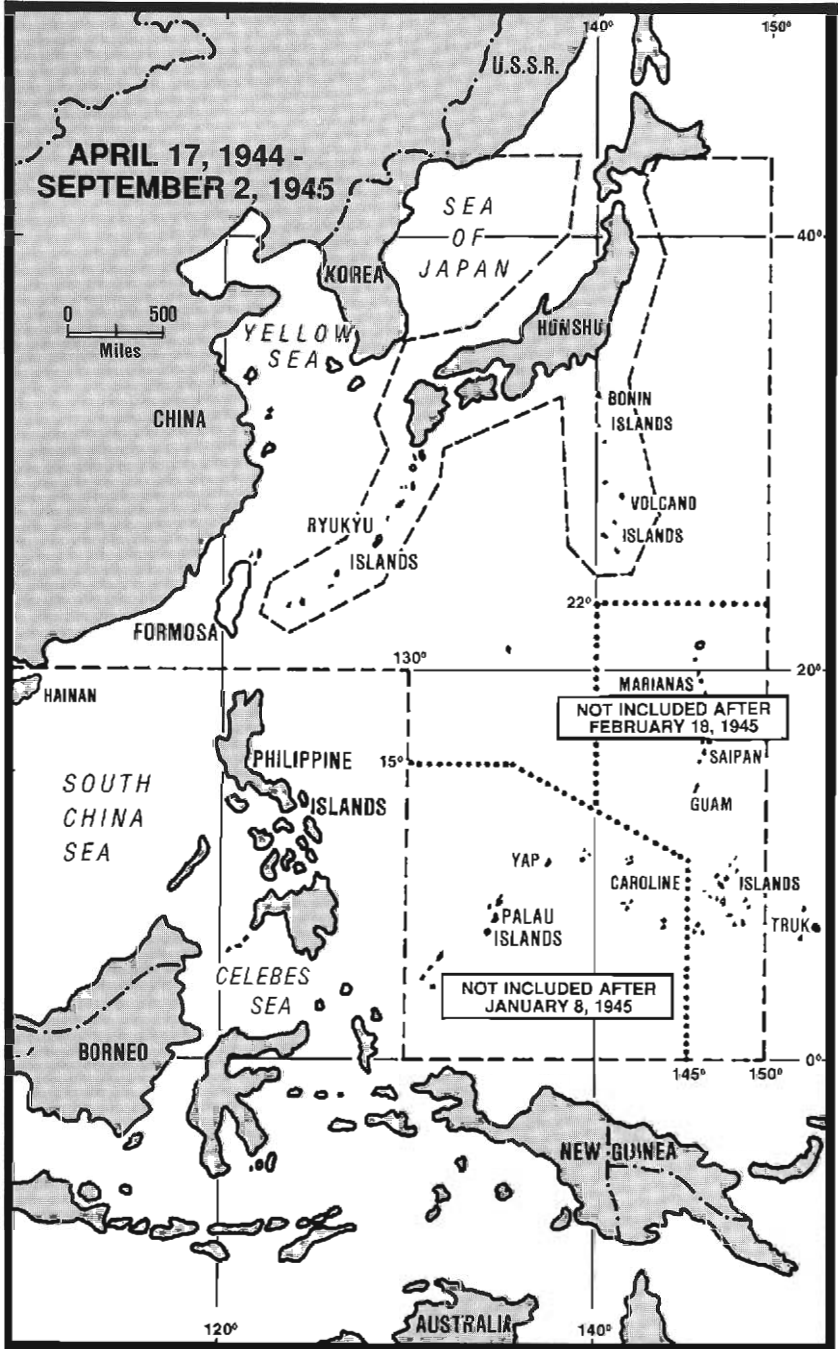 140°
150°
U.S.S.R.
APRIL 17, 1944 -
SEPTEMBER 2, 1945
SEA
OF
JAPAN
40°
KOREA
0 500
Miles
YELLOW
SEA
HONSHU
CHINA
BONIN
ISLANDS
VOLCANO
ISLANDS
RYUKYU
ISLANDS
22°
FORMOSA
130°
20°
HAINAN
MARIANAS
NOT INCLUDED AFTER
FEBRUARY 18, 1945
SAIPAN
PHILIPPINE
ISLANDS
15°
SOUTH
CHINA
SEA
GUAM
YAP
CAROLINE ISLANDS
PALAU
ISLANDS
TRUK
CELEBES
SEA
NOT INCLUDED AFTER
JANUARY 8, 1945
BORNEO
0°
145° 150°
NEW GUINEA
AUSTRALIA
120°
140°